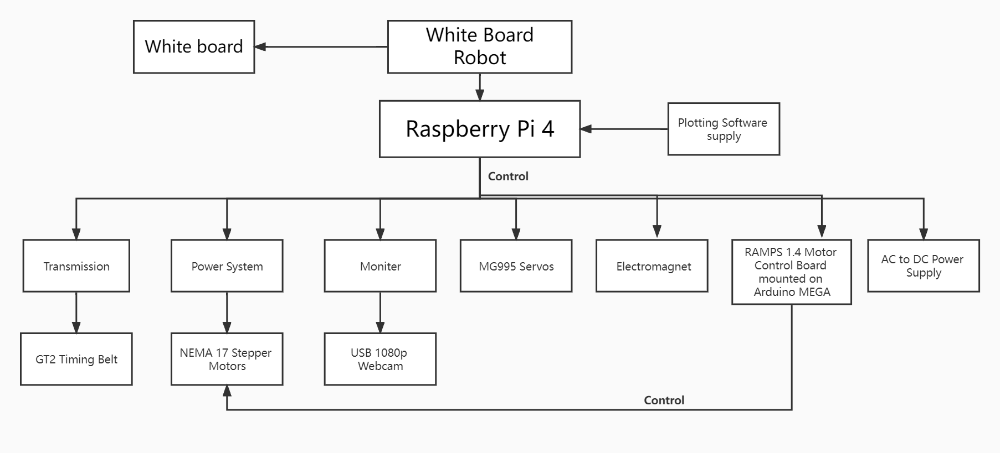 White board
White Board
Robot
Raspberry Pi 4
Plotting Software
supply
Control
Transmission
Power System
Moniter
MG995 Servos
Electromagnet
RAMPS 1.4 Motor
Control Board
mounted on
Arduino MEGA
AC to DC Power
Supply
GT2 Timing Belt
NEMA 17 Stepper
Motors
USB 1080p
Webcam
Control